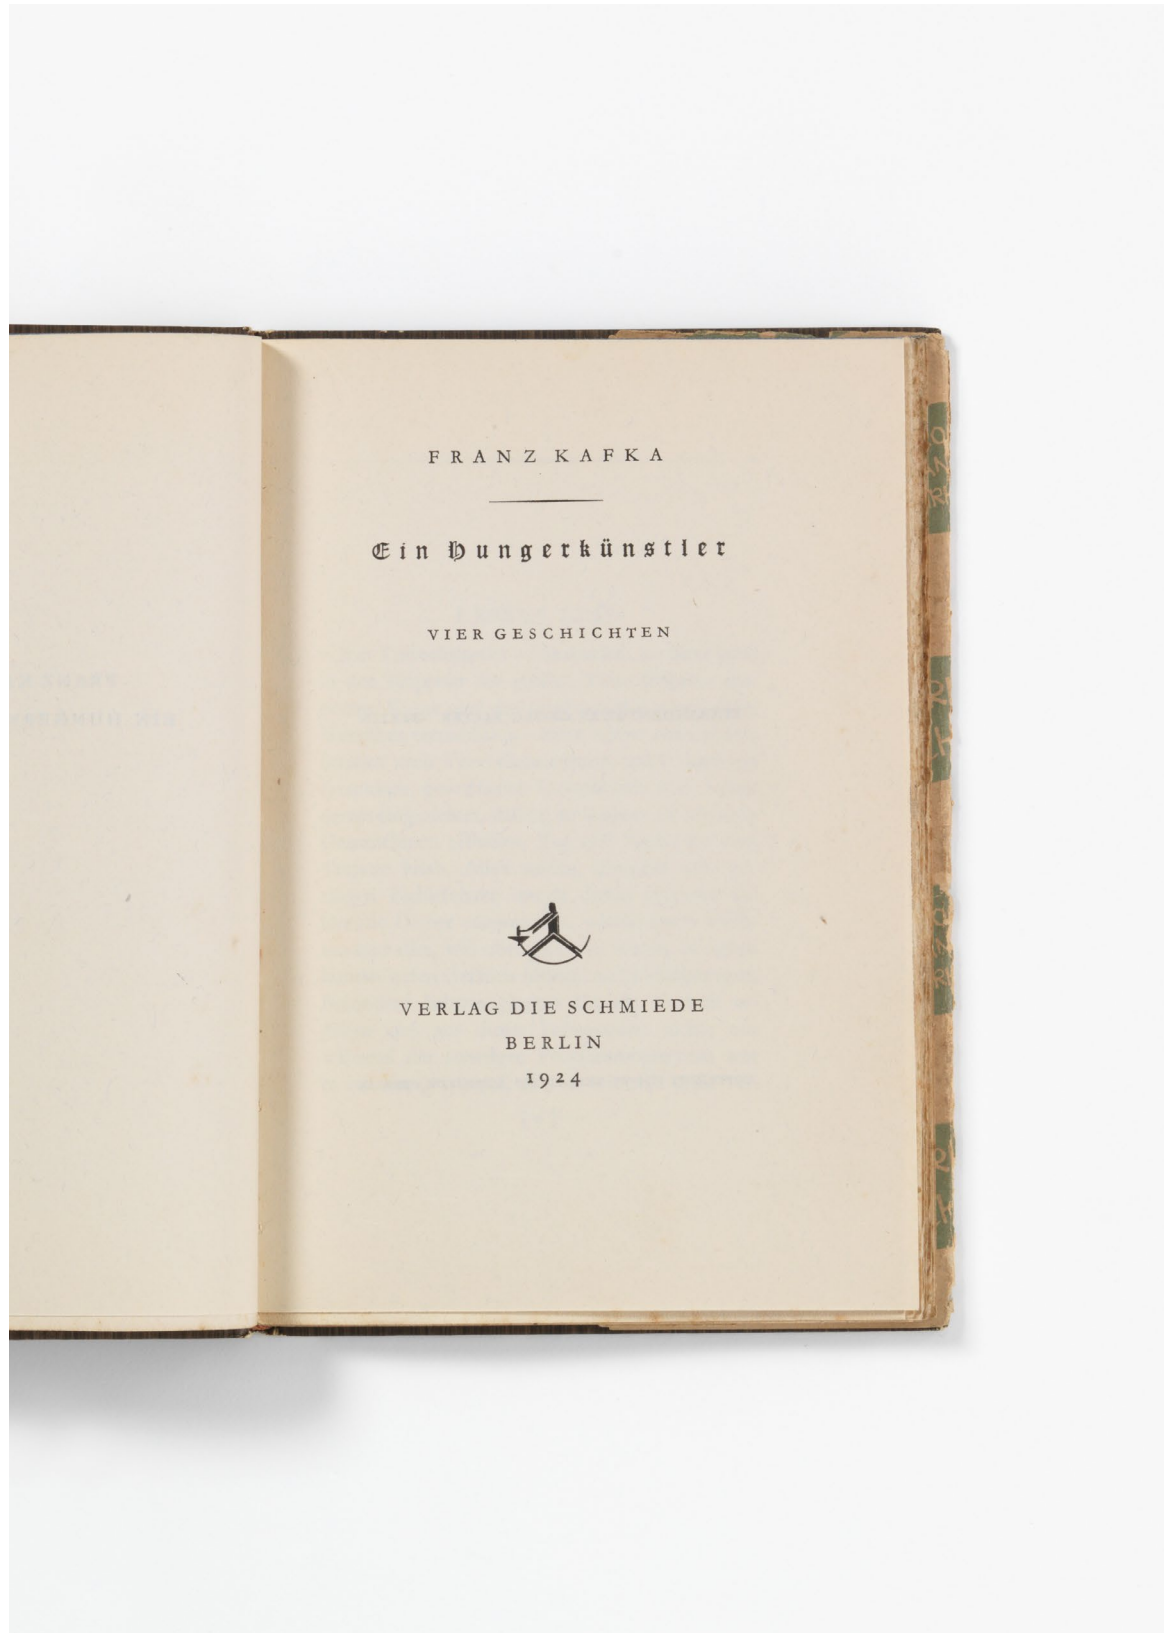 FRANZ KAFKA
Ein Hungerkünstler
VIER GESCHICHTEN
VERLAG DIE SCHMIEDE
BERLIN
1924